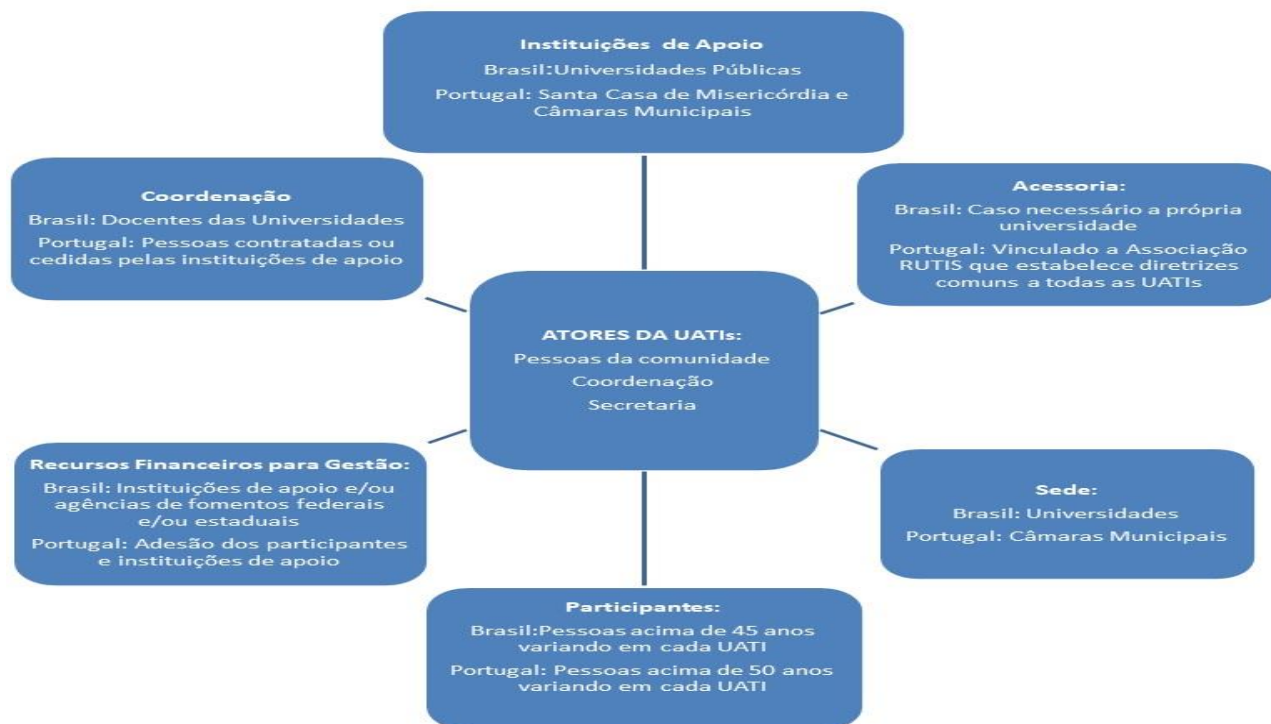 Instituições de Apoio
Brasil:Universidades Públicas
Portugal: Santa Casa de Misericórdia e
Câmaras Municipais
Coordenação
Brasil: Docentes das Universidades
Portugal: Pessoas contratadas ou
cedidas pelas instituições de apoio
Acessoria:
Brasil: Caso necessário a própria
universidade
Portugal: Vinculado a Associação
RUTIS que estabelece diretrizes
comuns a todas as UATIs
ATORES DA UATIs:
Pessoas da comunidade
Coordenação
Secretaria
Recursos Financeiros para Gestão:
Brasil: Instituições de apoio e/ou
agências de fomentos federais
e/ou estaduais
Portugal: Adesão dos participantes
e instituições de apoio
Sede:
Brasil: Universidades
Portugal: Câmaras Municipais
Participantes:
Brasil:Pessoas acima de 45 anos
variando em cada UATI
Portugal: Pessoas acima de 50 anos
variando em cada UATI